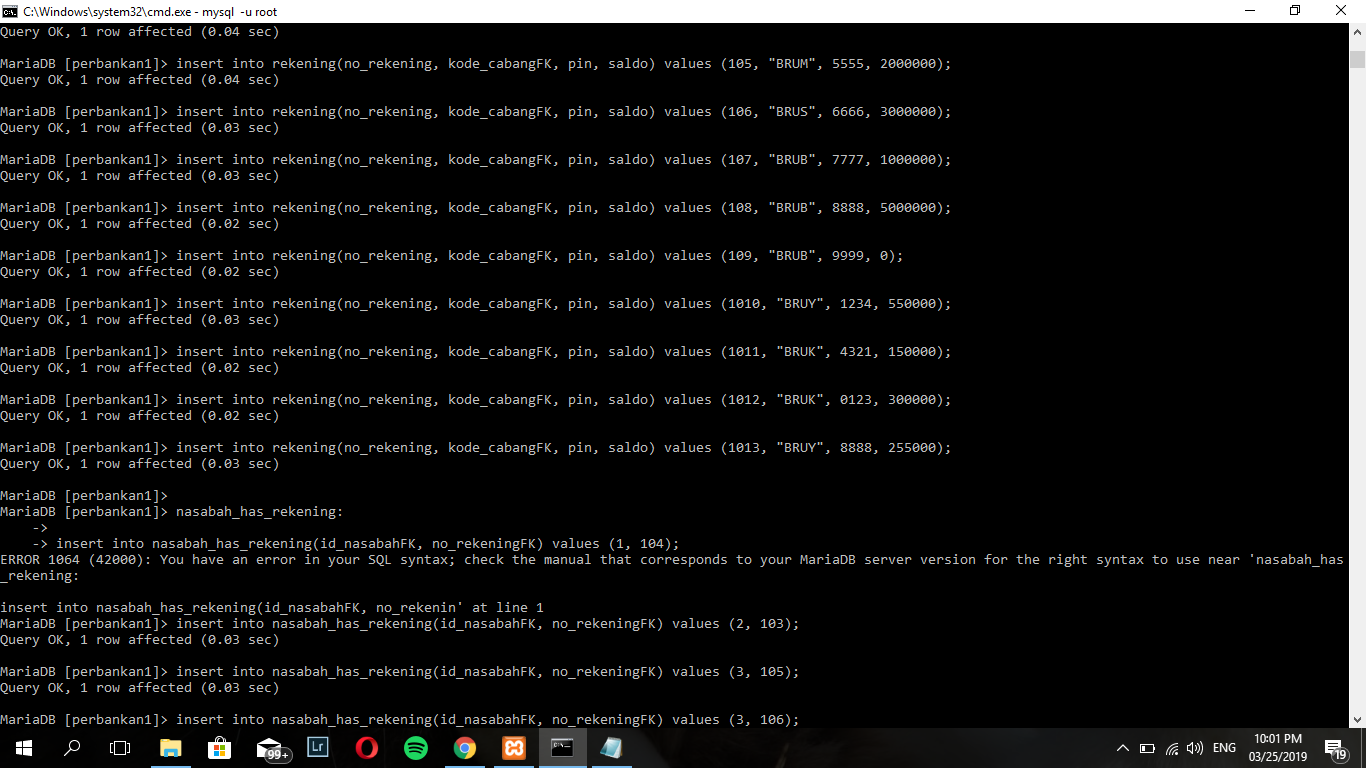 C:\Windows\system32\cmd.exe - mysql -u root
Query OK, 1 row affected (0.04 sec)
MariaDB [perbankan1]> insert into rekening(no_rekening, kode_cabangFK, pin, saldo) values (105, "BRUM", 5555, 2000000);
Query OK, 1 row affected (0.04 sec)
MariaDB [perbankan1]> insert into rekening(no_rekening, kode_cabangFK, pin, saldo) values (106, "BRUS", 6666, 3000000);
Query OK, 1 row affected (0.03 sec)
MariaDB [perbankan1]> insert into rekening(no_rekening, kode_cabangFK, pin, saldo) values (107, "BRUB", 7777, 1000000);
Query OK, 1 row affected (0.03 sec)
MariaDB [perbankan1]> insert into rekening(no_rekening, kode_cabangFK, pin, saldo) values (108, "BRUB", 8888, 5000000);
Query OK, 1 row affected (0.02 sec)
MariaDB [perbankan1]> insert into rekening(no_rekening, kode_cabangFK, pin, saldo) values (109, "BRUB", 9999, 0);
Query OK, 1 row affected (0.02 sec)
MariaDB [perbankan1]> insert into rekening(no_rekening, kode_cabangFK, pin, saldo) values (1010, "BRUY", 1234, 550000);
Query OK, 1 row affected (0.03 sec)
MariaDB [perbankan1]> insert into rekening(no_rekening, kode_cabangFK, pin, saldo) values (1011, "BRUK", 4321, 150000);
Query OK, 1 row affected (0.02 sec)
MariaDB [perbankan1]> insert into rekening(no_rekening, kode_cabangFK, pin, saldo) values (1012, "BRUK", 0123, 300000);
Query OK, 1 row affected (0.02 sec)
MariaDB [perbankan1]> insert into rekening(no_rekening, kode_cabangFK, pin, saldo) values (1013, "BRUY", 8888, 255000);
Query OK, 1 row affected (0.03 sec)
MariaDB [perbankan1]>
MariaDB [perbankan1]> nasabah_has_rekening:
->
-> insert into nasabah_has_rekening(id_nasabahFK, no_rekeningFK) values (1, 104);
ERROR 1064 (42000): You have an error in your SQL syntax; check the manual that corresponds to your MariaDB server version for the right syntax to use near 'nasabah_has
_rekening:
insert into nasabah_has_rekening(id_nasabahFK, no_rekenin' at line 1
MariaDB [perbankan1]> insert into nasabah_has_rekening(id_nasabahFK, no_rekeningFK) values (2, 103);
Query OK, 1 row affected (0.03 sec)
MariaDB [perbankan1]> insert into nasabah_has_rekening(id_nasabahFK, no_rekeningFK) values (3, 105);
Query OK, 1 row affected (0.03 sec)
MariaDB [perbankan1]> insert into nasabah_has_rekening(id_nasabahFK, no_rekeningFK) values (3, 106);
99+
Lr
ENG
10:01 PM
03/25/2019
19